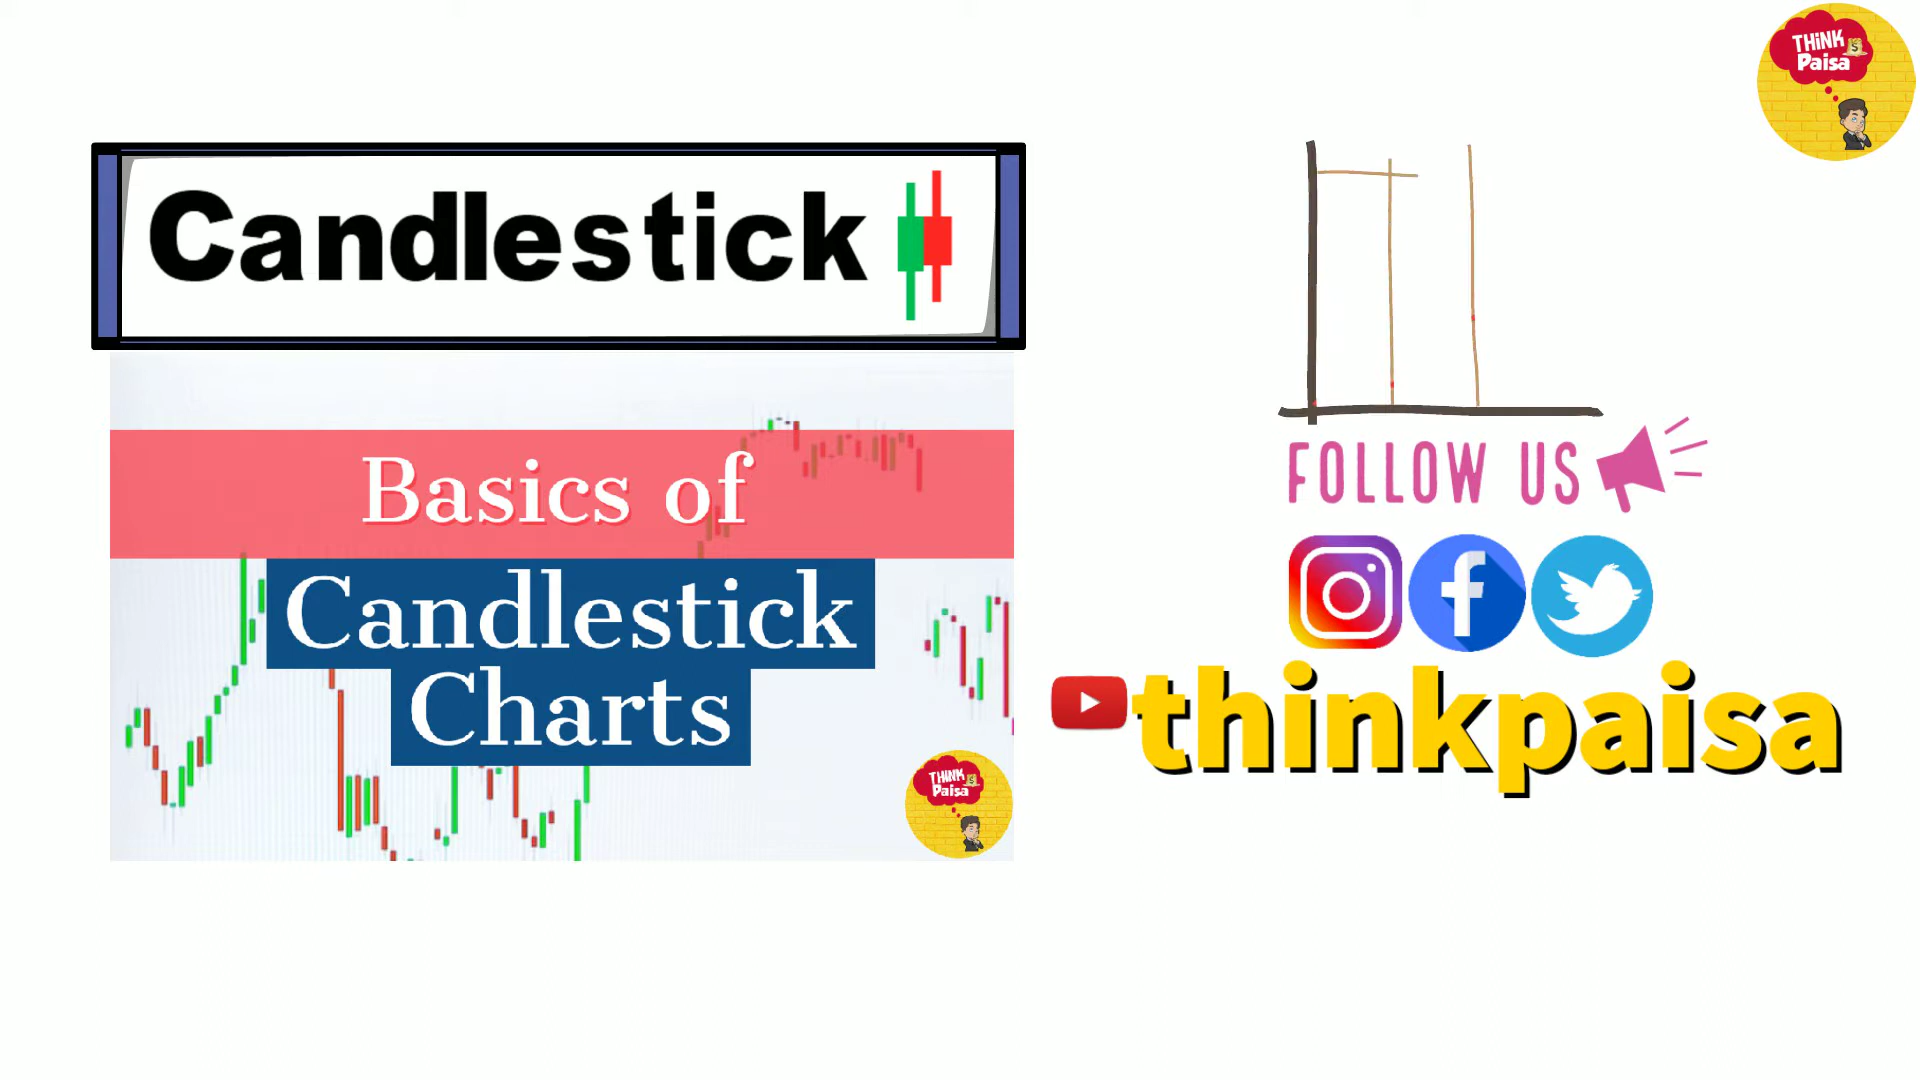 THiNK
Paisa
Candlestick
Basics of
Candlestick
Charts
THiNK
Paisa
FOLLOW US
thinkpaisa